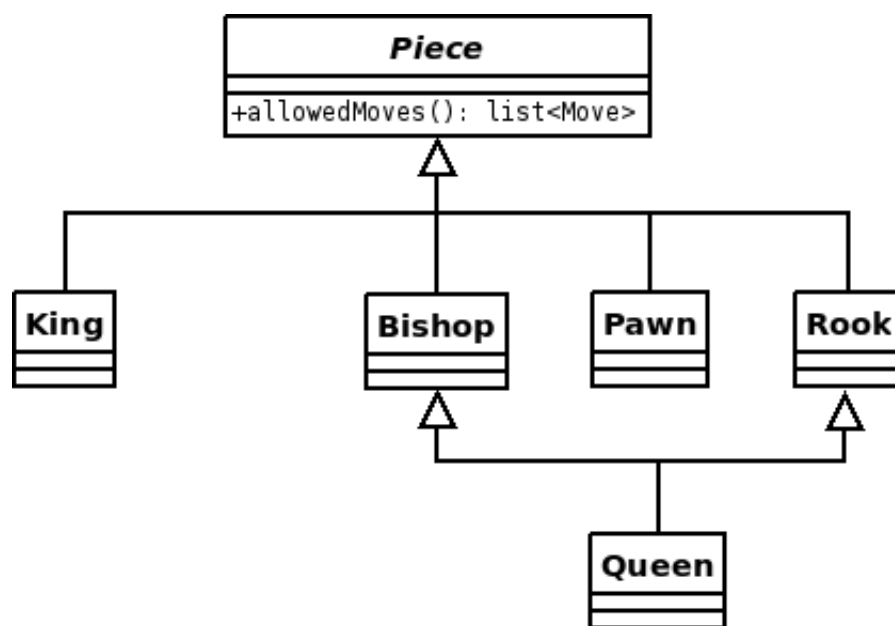 Piece
+allowedMoves(): list<Move>
King
Bishop
Pawn
Rook
Queen